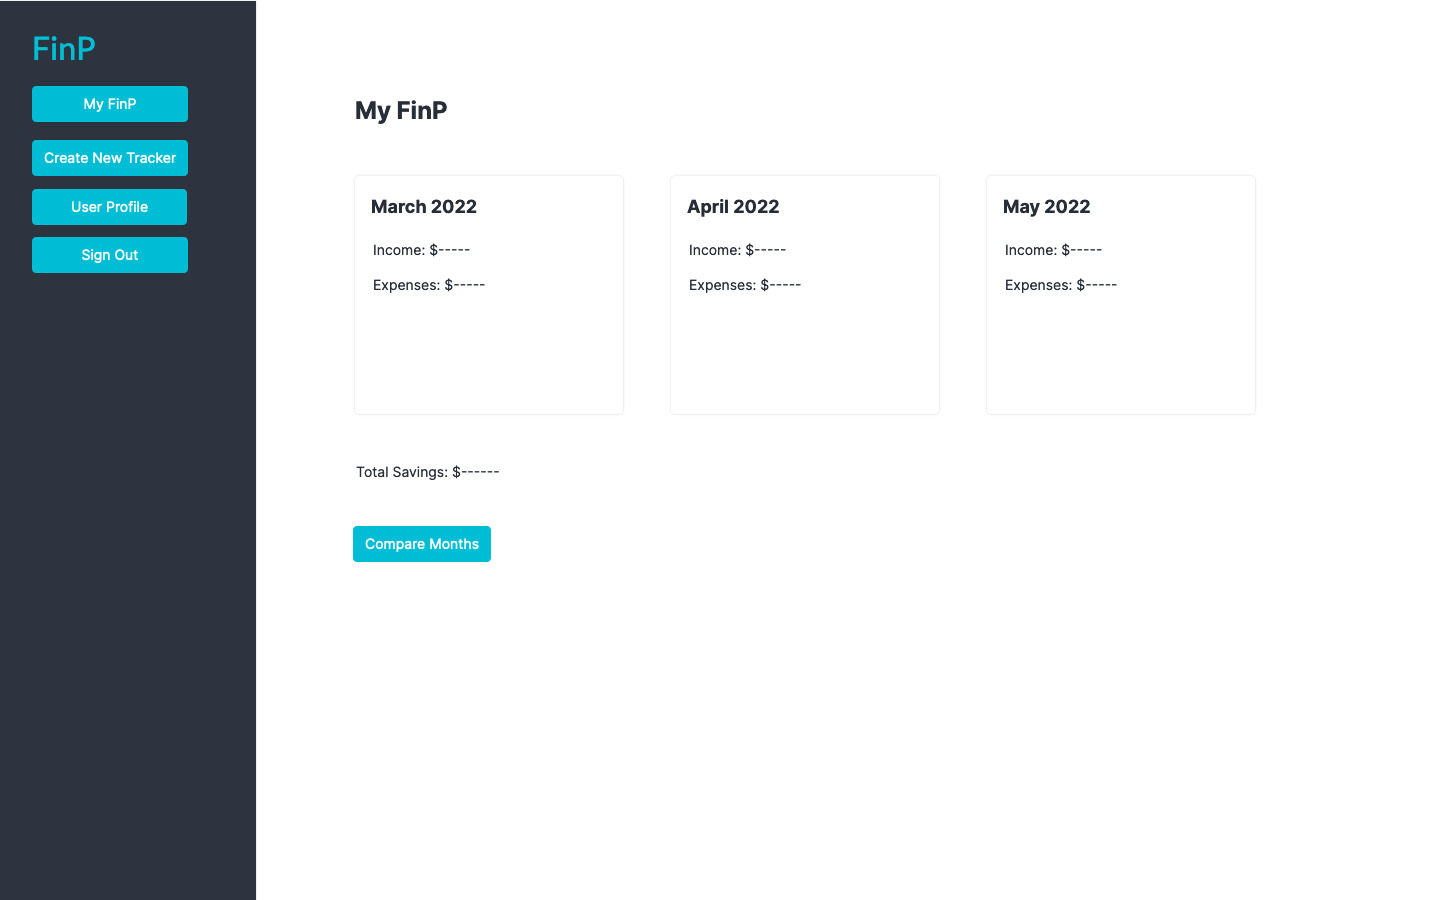 FinP
My FinP
Create New Tracker
User Profile
Sign Out
My FinP
March 2022
Income: $-----
Expenses: $-----
April 2022
Income: $-----
Expenses: $-----
May 2022
Income: $-----
Expenses: $-----
Total Savings: $------
Compare Months